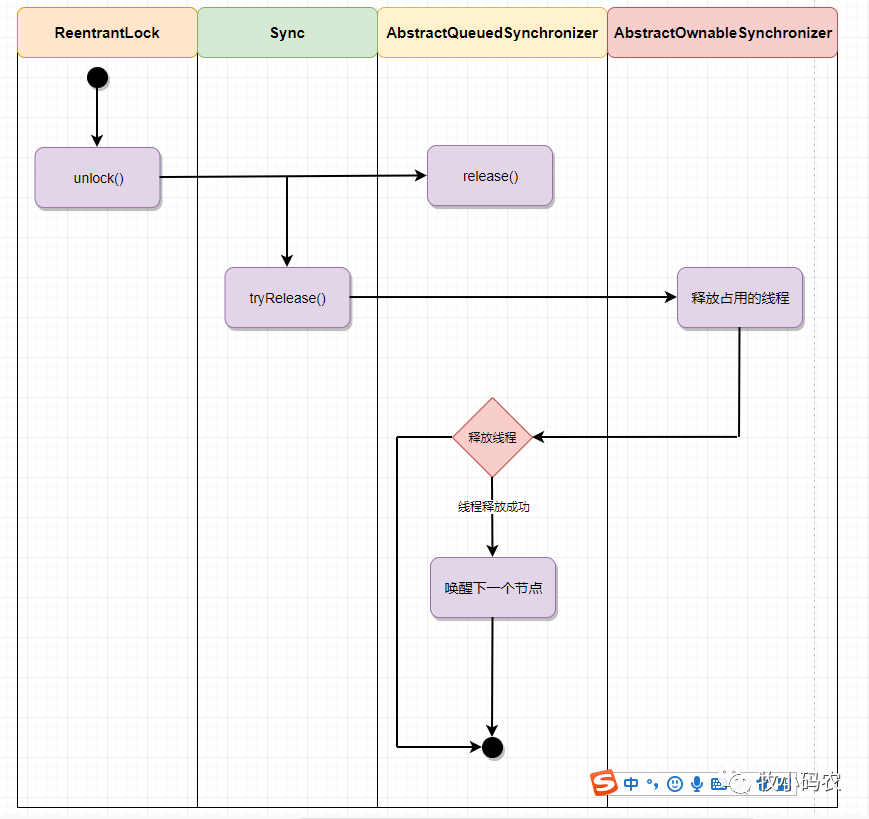 ReentrantLock
Sync
AbstractQueuedSynchronizer
AbstractOwnableSynchronizer
unlock()
release()
tryRelease()
释放占用的线程
释放线程
线程释放成功
唤醒下一个节点
中
牧小码农